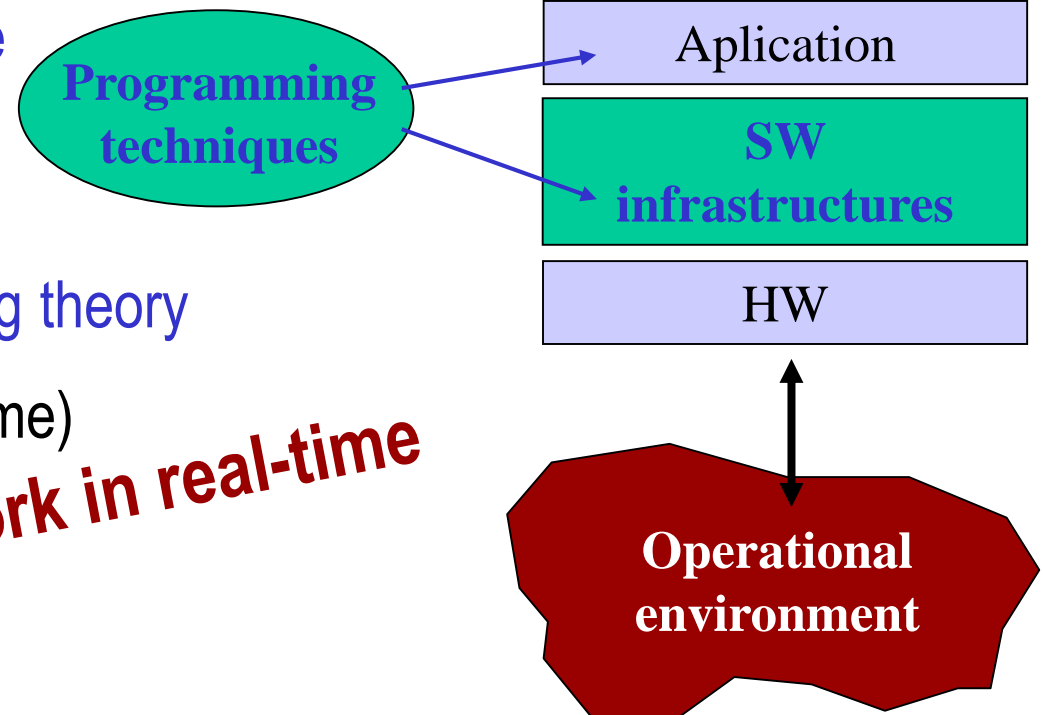 e
Programming
techniques
Aplication
SW
infrastructures
HW
g theory
me)
rk in real-time
Operational
environment